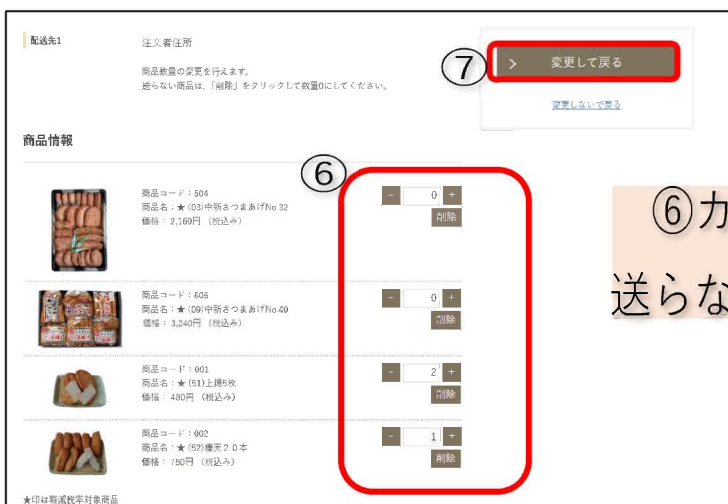 配送先1
注文者住所
商品数量の変更を行えます。
送らない商品は、「削除」をクリックして数量0にしてください。
⑦
変更して戻る
変更しないで戻る
商品情報
⑥
商品コード：504
商品名：★(03)中新さつまあげNo.32
価格： 2,160円 （税込み）
- 0 +
削除
商品コード：606
商品名：★(09)中新さつまあげNo.40
価格： 3,240円 （税込み）
- 0 +
削除
商品コード：001
商品名：★(51)上揚5枚
価格： 480円 （税込み）
- 2 +
削除
商品コード：002
商品名：★(52)棒天２０本
価格： 750円 （税込み）
- 1 +
削除
★印は軽減税率対象商品
⑥カ
送らな